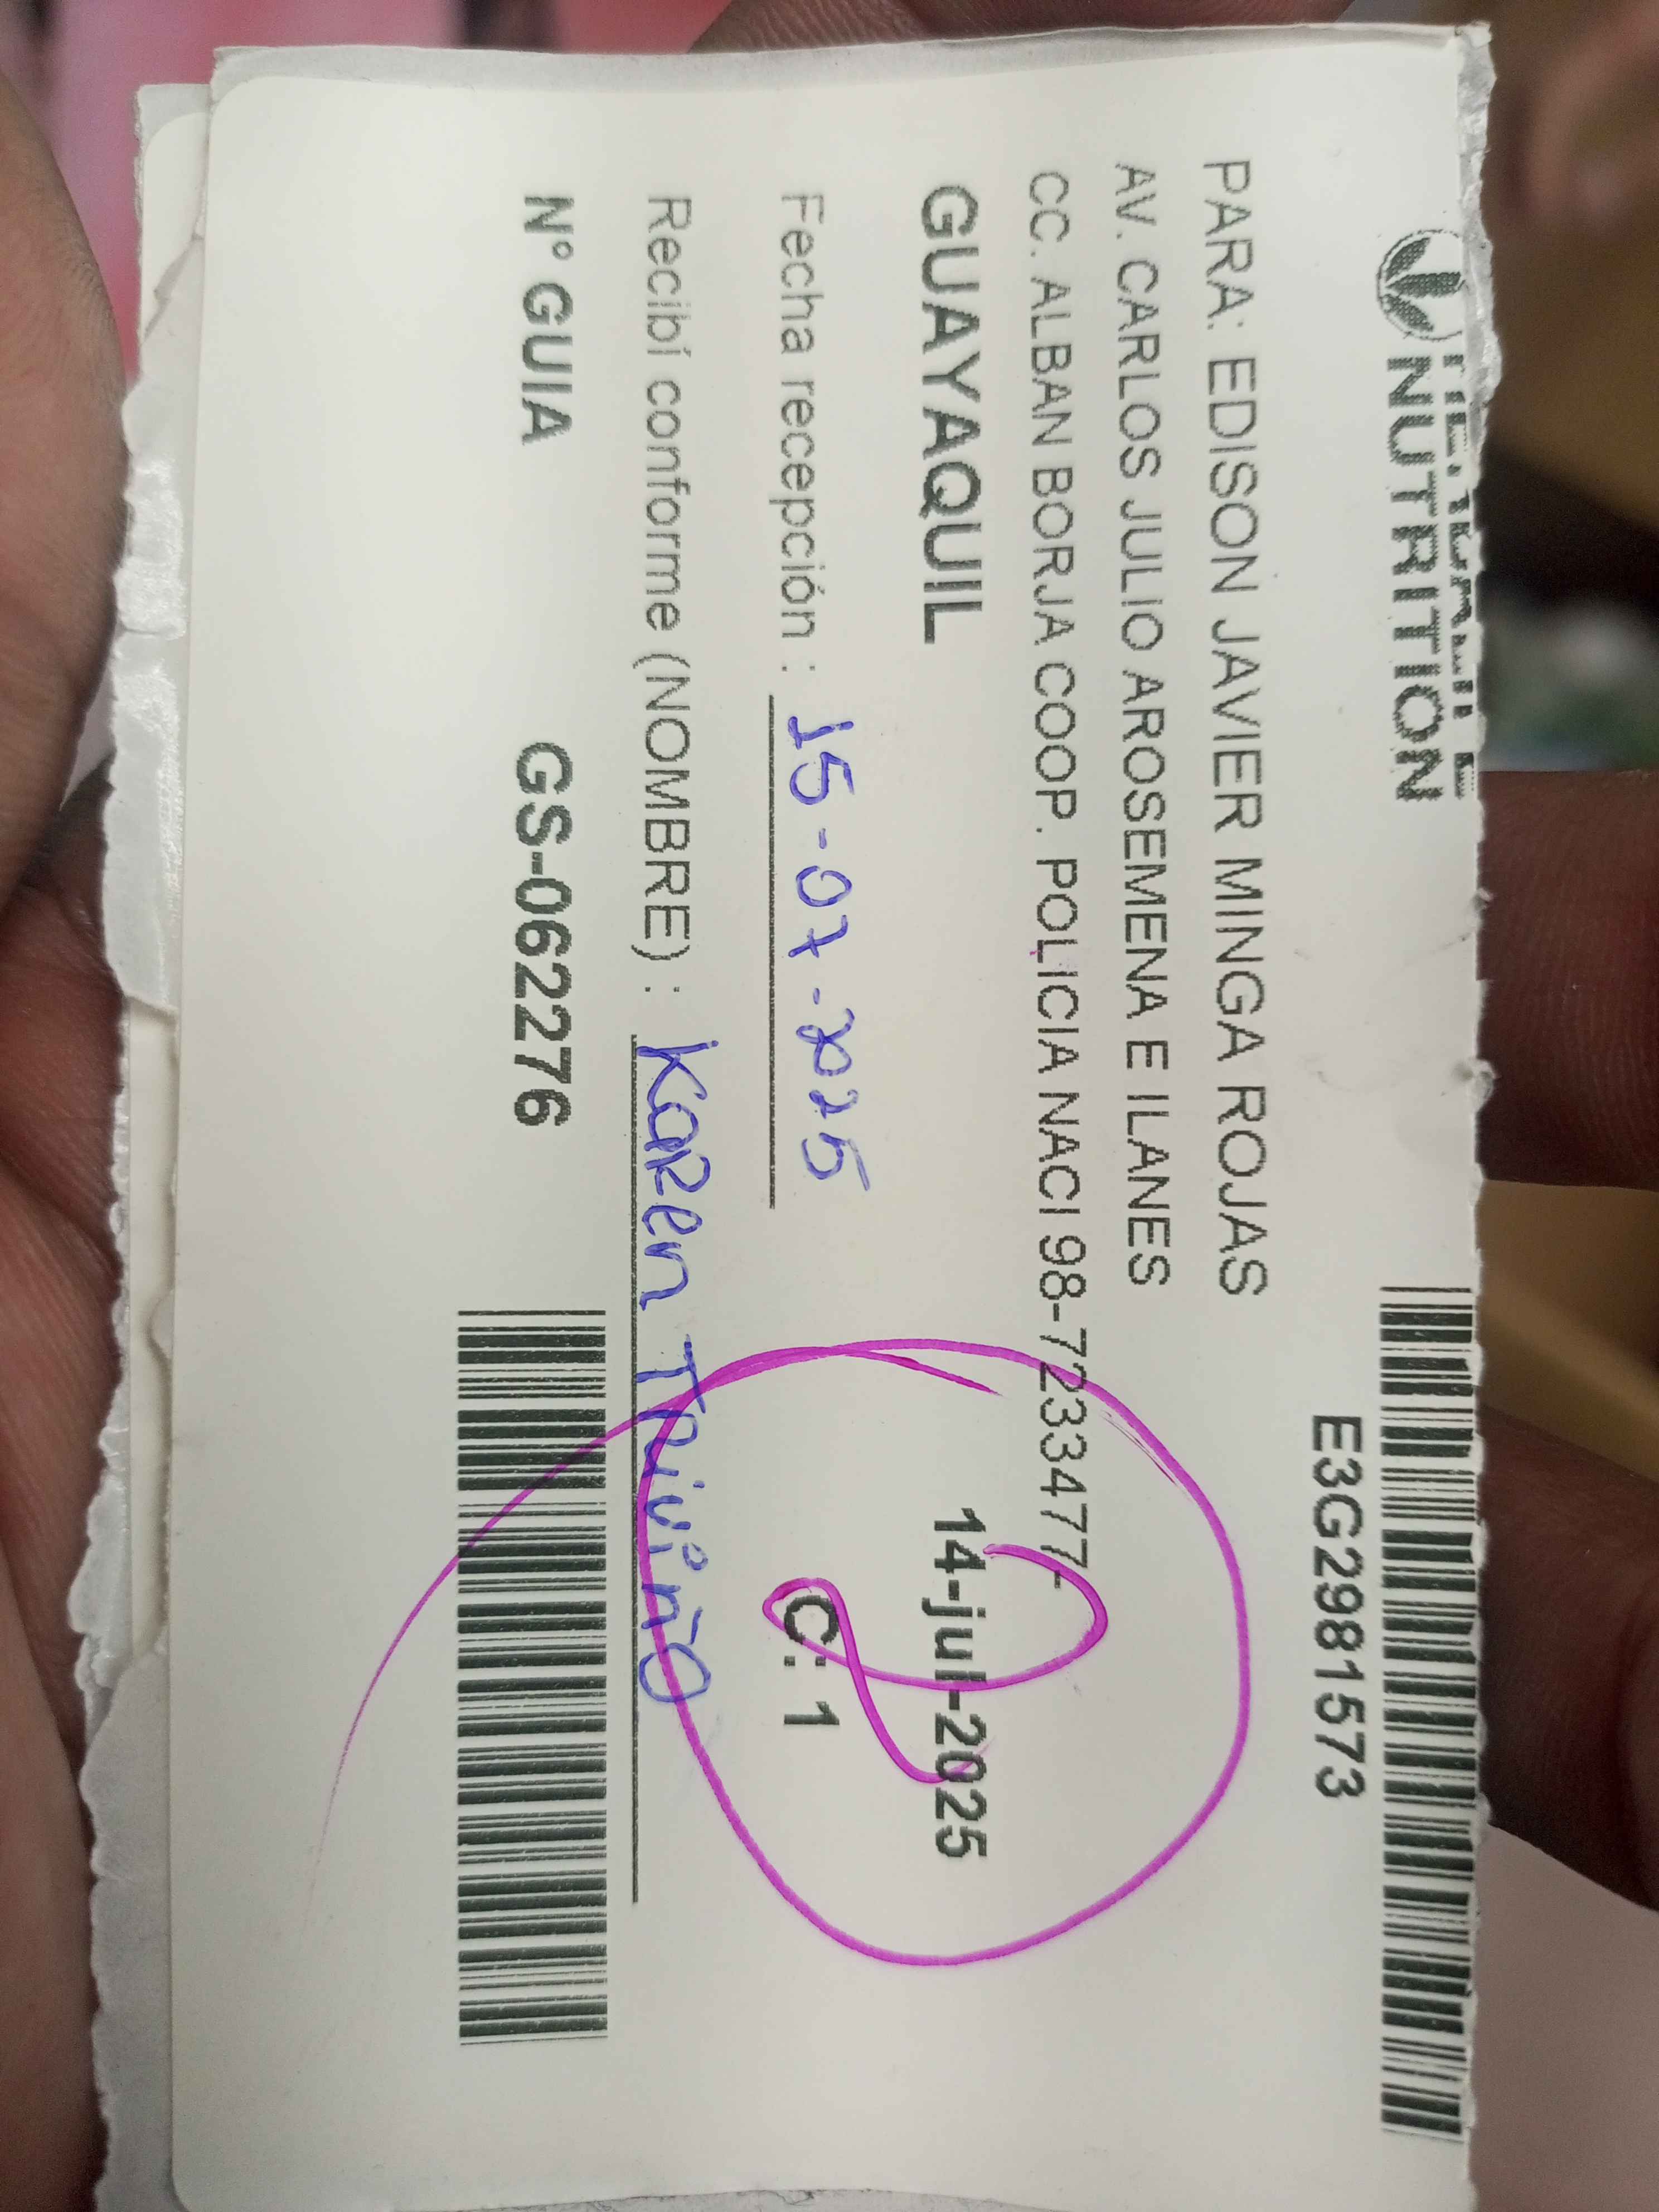 NUTRITION
E3G2981573
PARA: EDISON JAVIER MINGA ROJAS
AV. CARLOS JULIO AROSEMENA E ILANES
CC. ALBAN BORJA COOP. POLICIA NACI 98-7233477-
GUAYAQUIL 14-jul-2025
Fecha recepción : 15-07-2025 C: 1
Recibí conforme (NOMBRE) : Karen Triviño
N° GUIA GS-062276